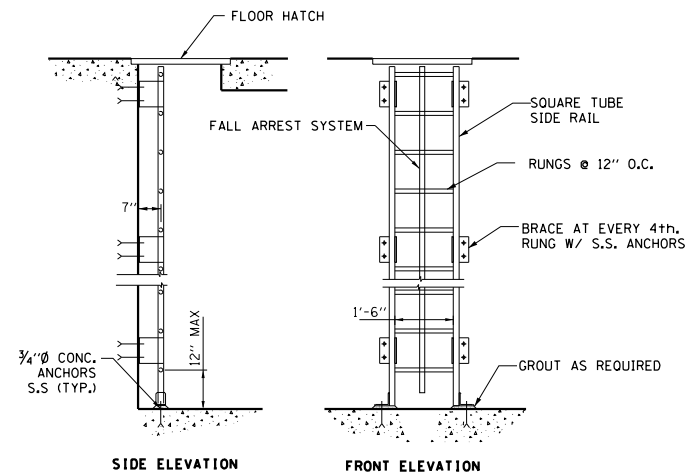 FLOOR HATCH
FALL ARREST SYSTEM
SQUARE TUBE
SIDE RAIL
RUNGS @ 12" O.C.
7"
BRACE AT EVERY 4th.
RUNG W/ S.S. ANCHORS
1'-6"
12" MAX
3/4"Ø CONC.
ANCHORS
S.S (TYP.)
GROUT AS REQUIRED
SIDE ELEVATION
FRONT ELEVATION